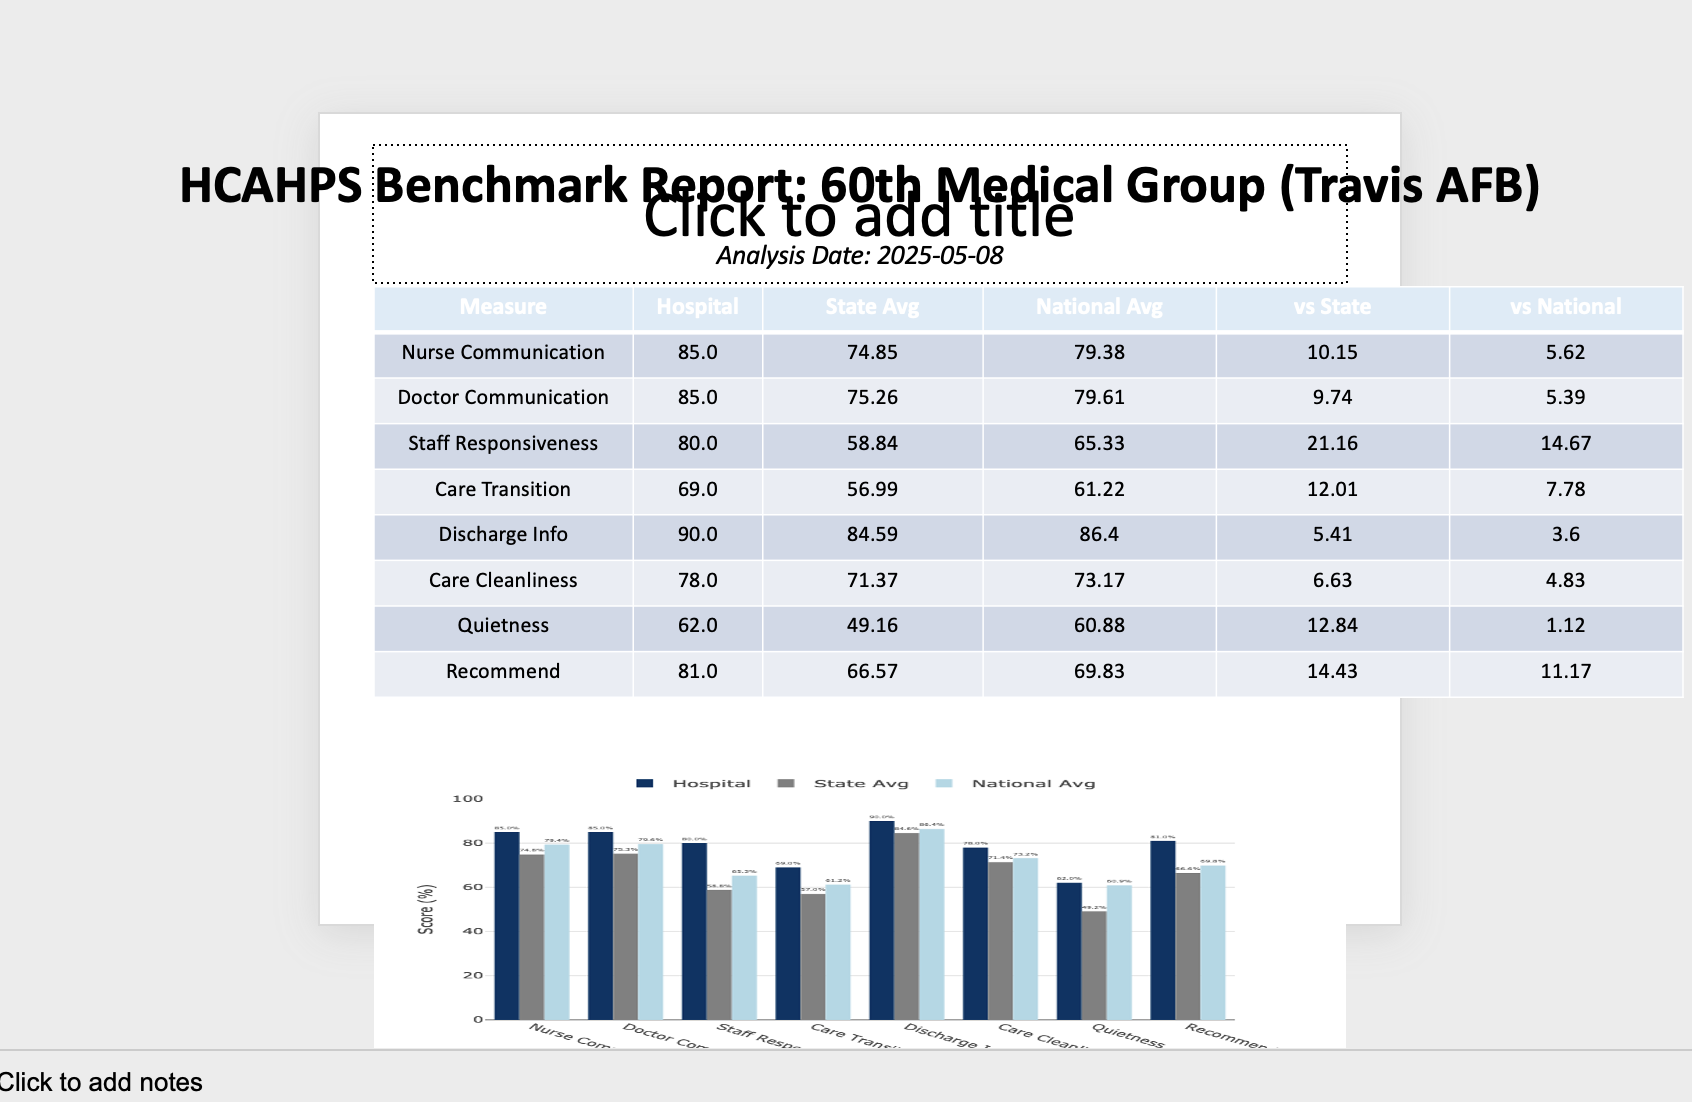 HCAHPS Benchmark Report: 60th Medical Group (Travis AFB)
Click to add title
Analysis Date: 2025-05-08
Measure Hospital State Avg National Avg vs State vs National
Nurse Communication 85.0 74.85 79.38 10.15 5.62
Doctor Communication 85.0 75.26 79.61 9.74 5.39
Staff Responsiveness 80.0 58.84 65.33 21.16 14.67
Care Transition 69.0 56.99 61.22 12.01 7.78
Discharge Info 90.0 84.59 86.4 5.41 3.6
Care Cleanliness 78.0 71.37 73.17 6.63 4.83
Quietness 62.0 49.16 60.88 12.84 1.12
Recommend 81.0 66.57 69.83 14.43 11.17
Hospital State Avg National Avg
Score (%)
100
80
60
40
20
0
85.0% 74.8% 79.4% 85.0% 75.3% 79.6% 80.0% 58.8% 65.3% 69.0% 57.0% 61.2% 90.0% 84.6% 86.4% 78.0% 71.4% 73.2% 62.0% 49.2% 60.9% 81.0% 66.6% 69.8%
Nurse Com Doctor Com Staff Respo Care Transi Discharge Care Cleanl Quietness Recommen
Click to add notes